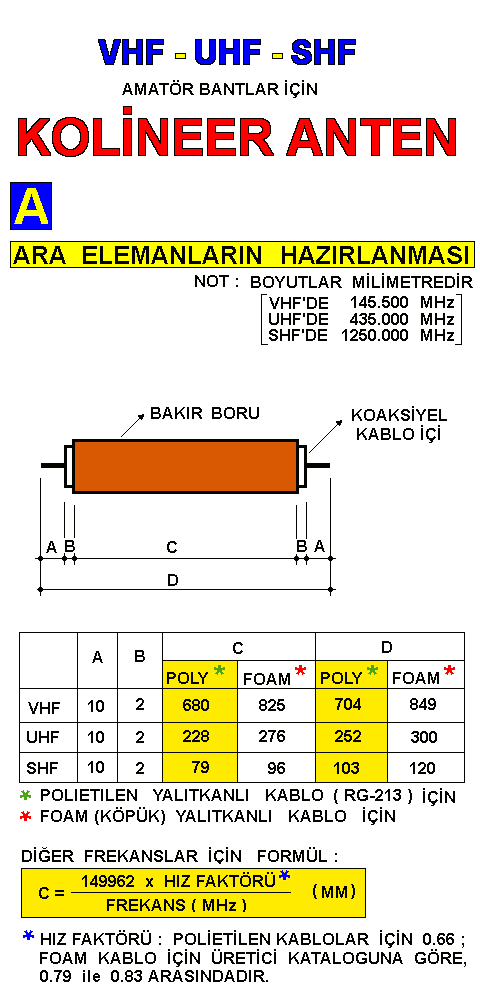 VHF - UHF - SHF
AMATÖR BANTLAR İÇİN
KOLİNEER ANTEN
A
ARA ELEMANLARIN HAZIRLANMASI
NOT : BOYUTLAR MİLİMETREDİR
VHF'DE 145.500 MHz
UHF'DE 435.000 MHz
SHF'DE 1250.000 MHz
BAKIR BORU
KOAKSİYEL
KABLO İÇİ
A B C B A
D
A B C D
POLY * FOAM * POLY * FOAM *
VHF 10 2 680 825 704 849
UHF 10 2 228 276 252 300
SHF 10 2 79 96 103 120
* POLIETILEN YALITKANLI KABLO ( RG-213 ) İÇİN
* FOAM (KÖPÜK) YALITKANLI KABLO İÇİN
DİĞER FREKANSLAR İÇİN FORMÜL :
C = 149962 x HIZ FAKTÖRÜ * (MM)
FREKANS ( MHz )
* HIZ FAKTÖRÜ : POLİETİLEN KABLOLAR İÇİN 0.66 ;
FOAM KABLO İÇİN ÜRETİCİ KATALOGUNA GÖRE,
0.79 ile 0.83 ARASINDADIR.